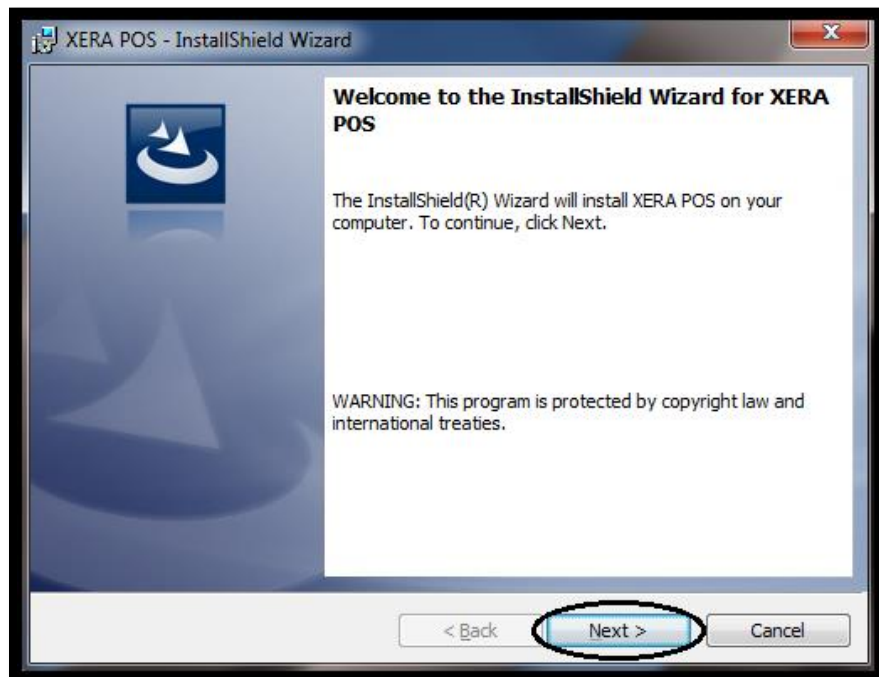 XERA POS - InstallShield Wizard
X
Welcome to the InstallShield Wizard for XERA
POS
The InstallShield(R) Wizard will install XERA POS on your
computer. To continue, click Next.
WARNING: This program is protected by copyright law and
international treaties.
< Back
Next >
Cancel